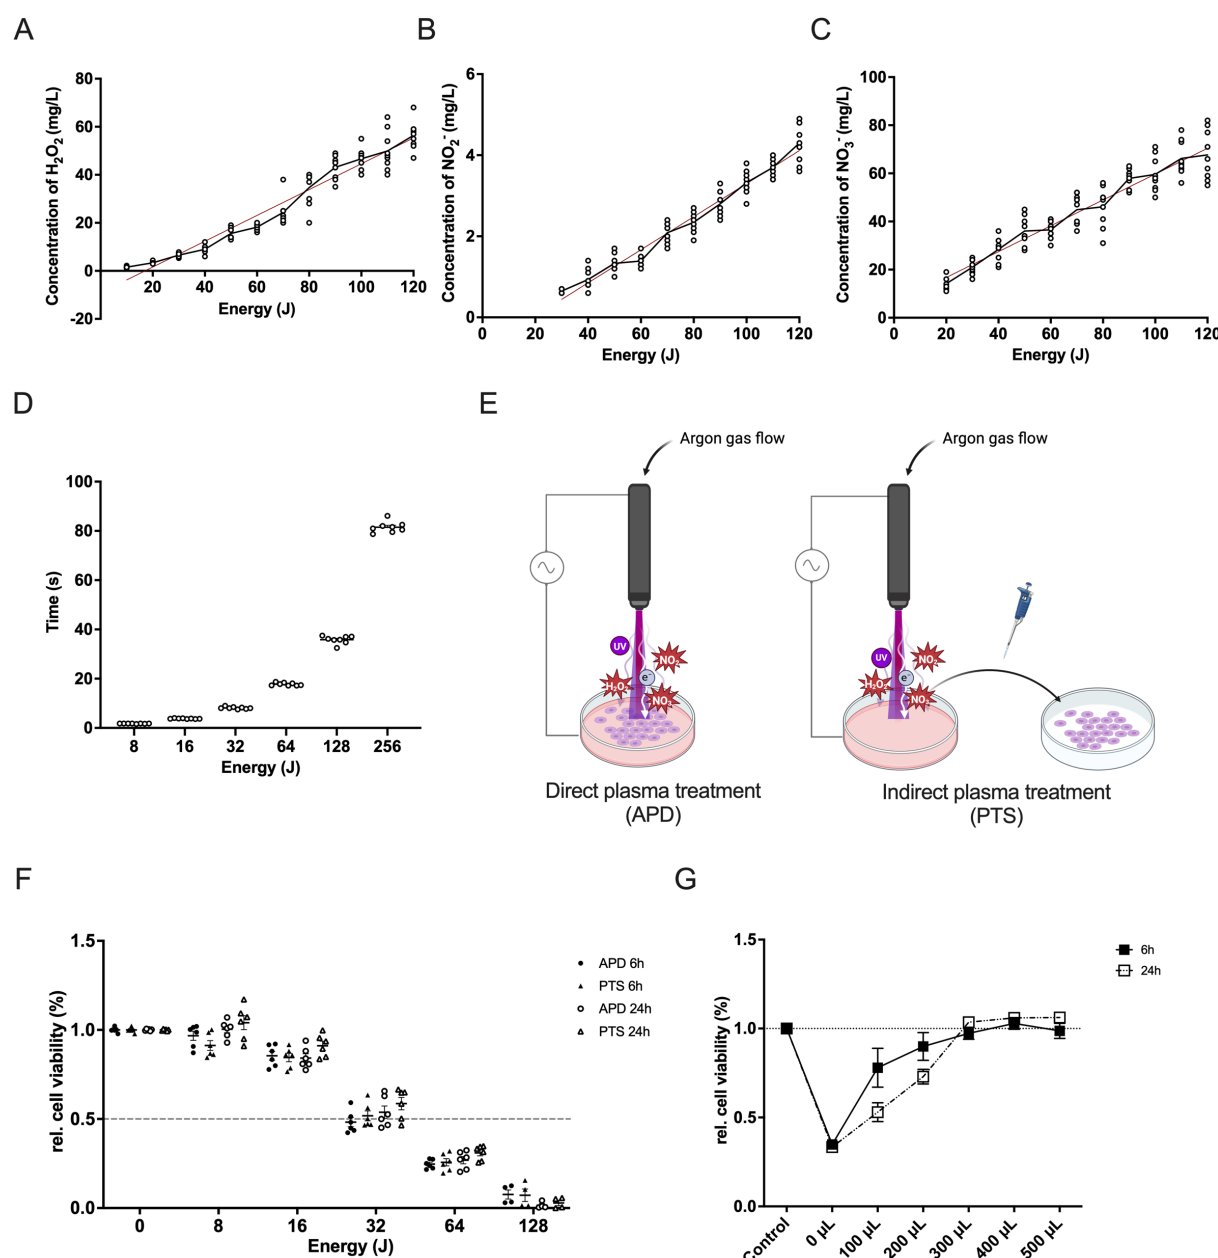 A
B
C
Concentration of H2O2 (mg/L)
80
60
40
20
0
-20
20
40
60
80
100
120
Energy (J)
Concentration of NO2- (mg/L)
6
4
2
0
0
20
40
60
80
100
120
Energy (J)
Concentration of NO3- (mg/L)
100
80
60
40
20
0
0
20
40
60
80
100
120
Energy (J)
D
E
Time (s)
100
80
60
40
20
0
8
16
32
64
128
256
Energy (J)
Argon gas flow
UV
NO2-
e-
H2O2
NO3-
Direct plasma treatment
(APD)
Argon gas flow
UV
NO2-
e-
H2O2
NO3-
Indirect plasma treatment
(PTS)
F
G
rel. cell viability (%)
1.5
1.0
0.5
0.0
0
8
16
32
64
128
Energy (J)
APD 6h
PTS 6h
APD 24h
PTS 24h
rel. cell viability (%)
1.5
1.0
0.5
0.0
Control
0 µL
100 µL
200 µL
300 µL
400 µL
500 µL
6h
24h